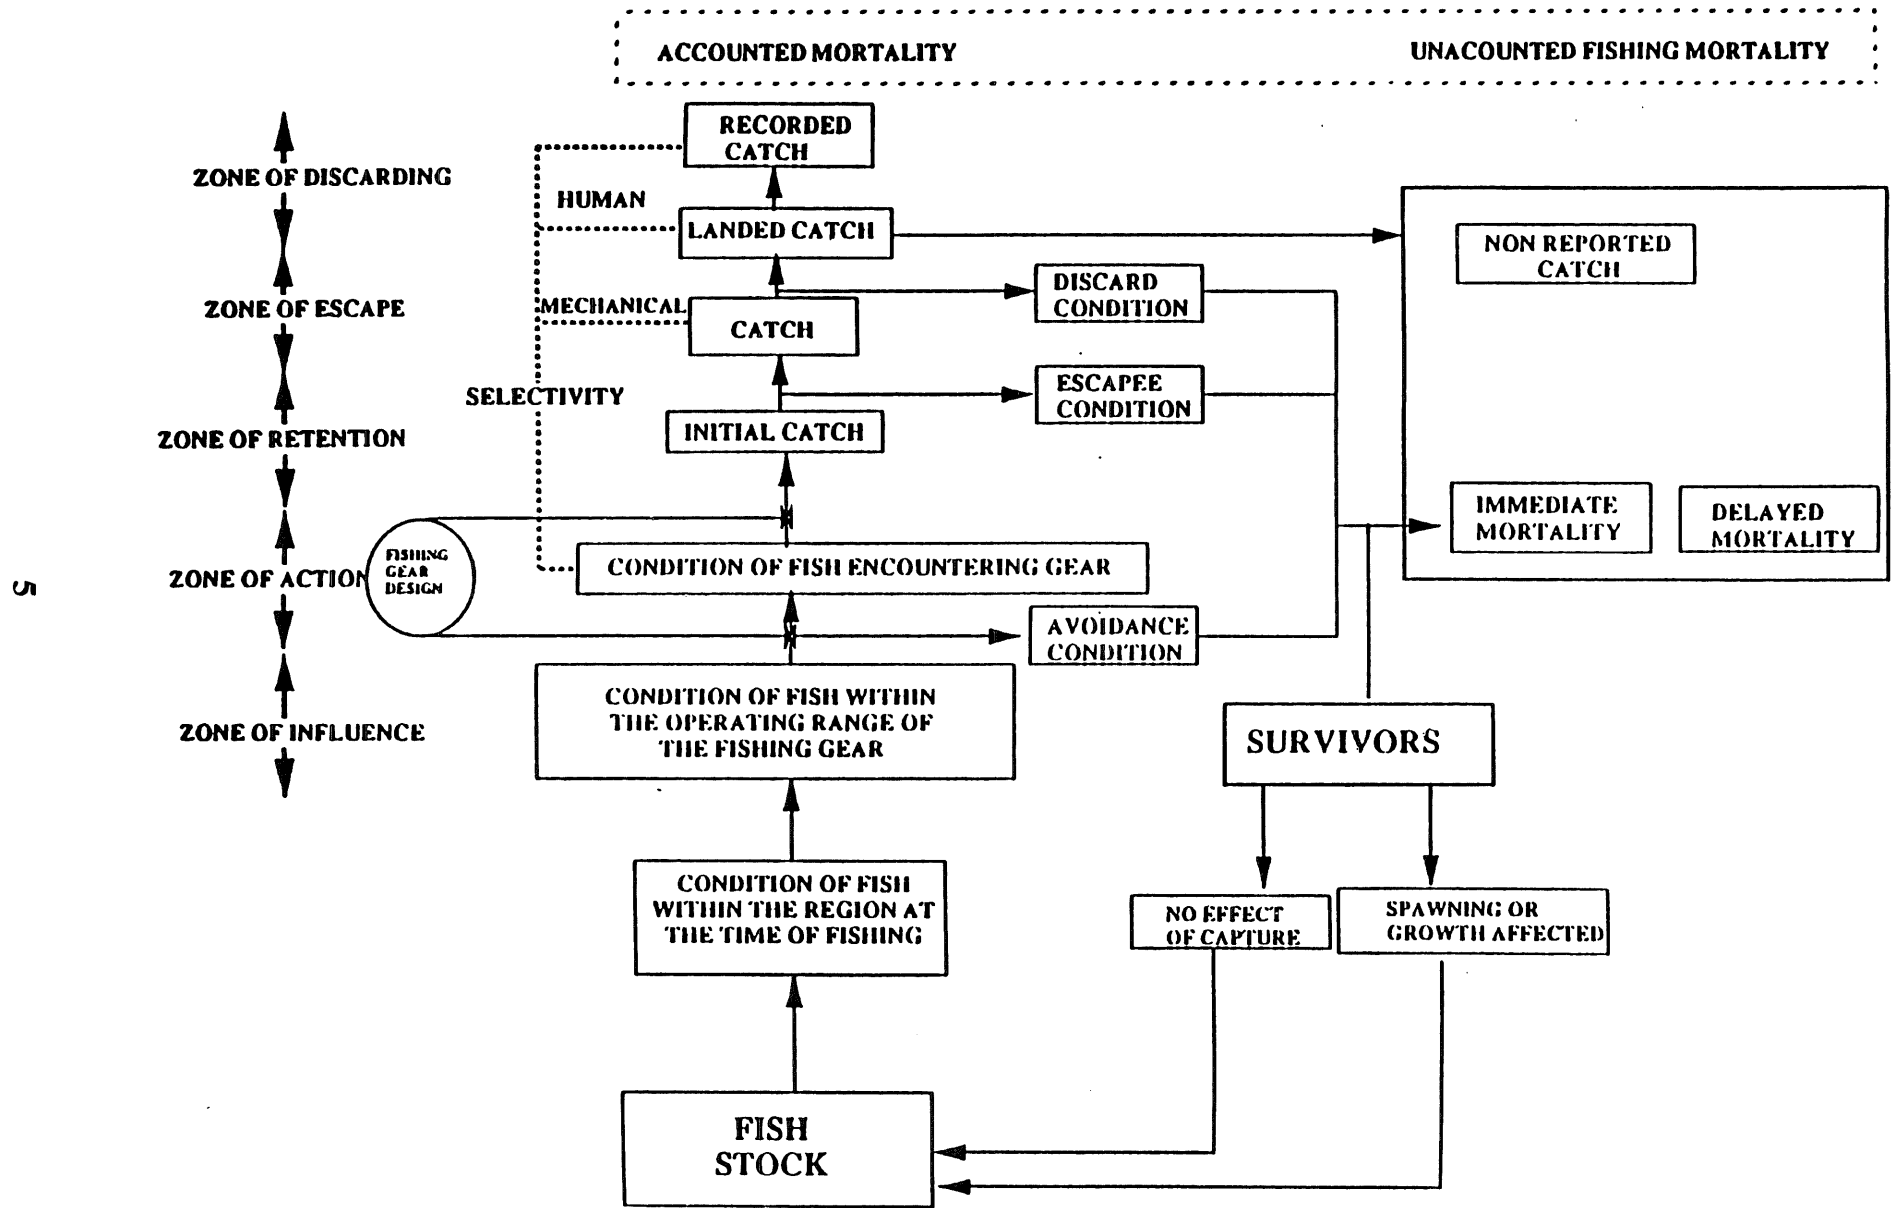 ACCOUNTED MORTALITY
UNACOUNTED FISHING MORTALITY
RECORDED
CATCH
ZONE OF DISCARDING
HUMAN
LANDED CATCH
NON REPORTED
CATCH
DISCARD
CONDITION
ZONE OF ESCAPE
MECHANICAL
CATCH
ESCAPEE
CONDITION
SELECTIVITY
INITIAL CATCH
ZONE OF RETENTION
IMMEDIATE
MORTALITY
DELAYED
MORTALITY
FISHING
GEAR
DESIGN
ZONE OF ACTION
CONDITION OF FISH ENCOUNTERING GEAR
5
AVOIDANCE
CONDITION
CONDITION OF FISH WITHIN
THE OPERATING RANGE OF
THE FISHING GEAR
ZONE OF INFLUENCE
SURVIVORS
CONDITION OF FISH
WITHIN THE REGION AT
THE TIME OF FISHING
NO EFFECT
OF CAPTURE
SPAWNING OR
GROWTH AFFECTED
FISH
STOCK